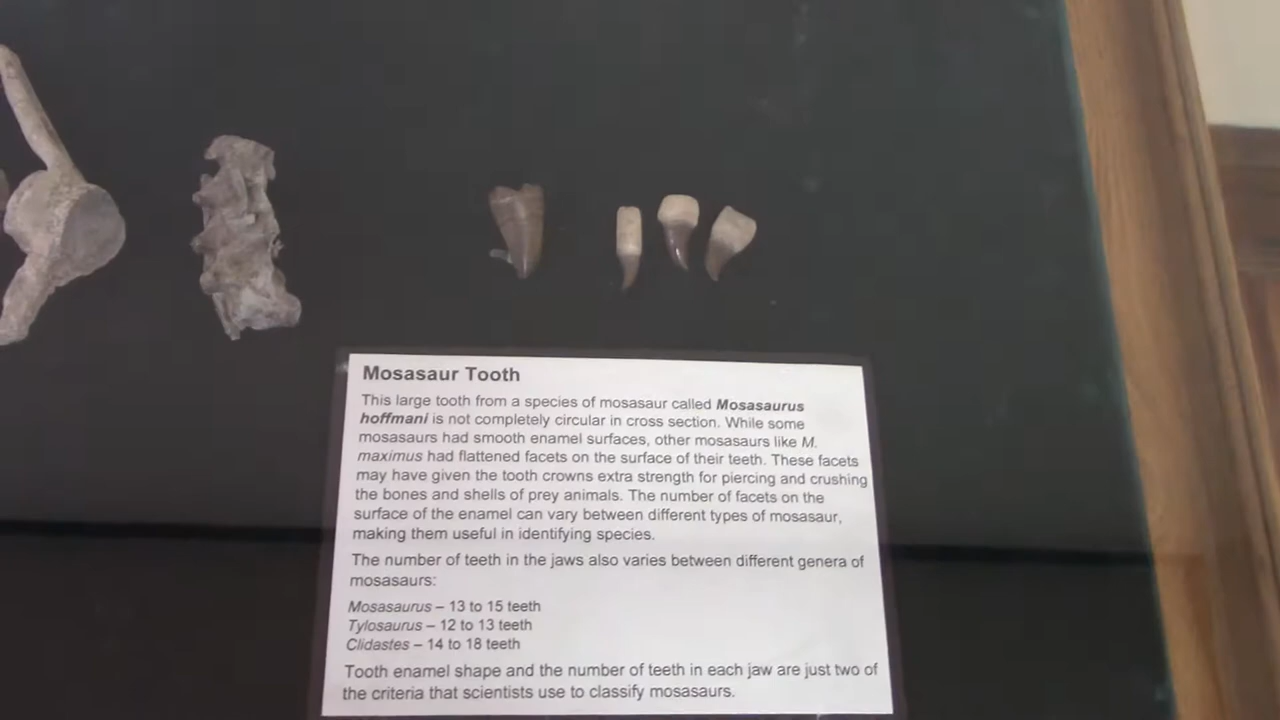 Mosasaur Tooth
This large tooth from a species of mosasaur called Mosasaurus
hoffmani is not completely circular in cross section. While some
mosasaurs had smooth enamel surfaces, other mosasaurs like M.
maximus had flattened facets on the surface of their teeth. These facets
may have given the tooth crowns extra strength for piercing and crushing
the bones and shells of prey animals. The number of facets on the
surface of the enamel can vary between different types of mosasaur,
making them useful in identifying species.
The number of teeth in the jaws also varies between different genera of
mosasaurs:
Mosasaurus – 13 to 15 teeth
Tylosaurus – 12 to 13 teeth
Clidastes – 14 to 18 teeth
Tooth enamel shape and the number of teeth in each jaw are just two of
the criteria that scientists use to classify mosasaurs.